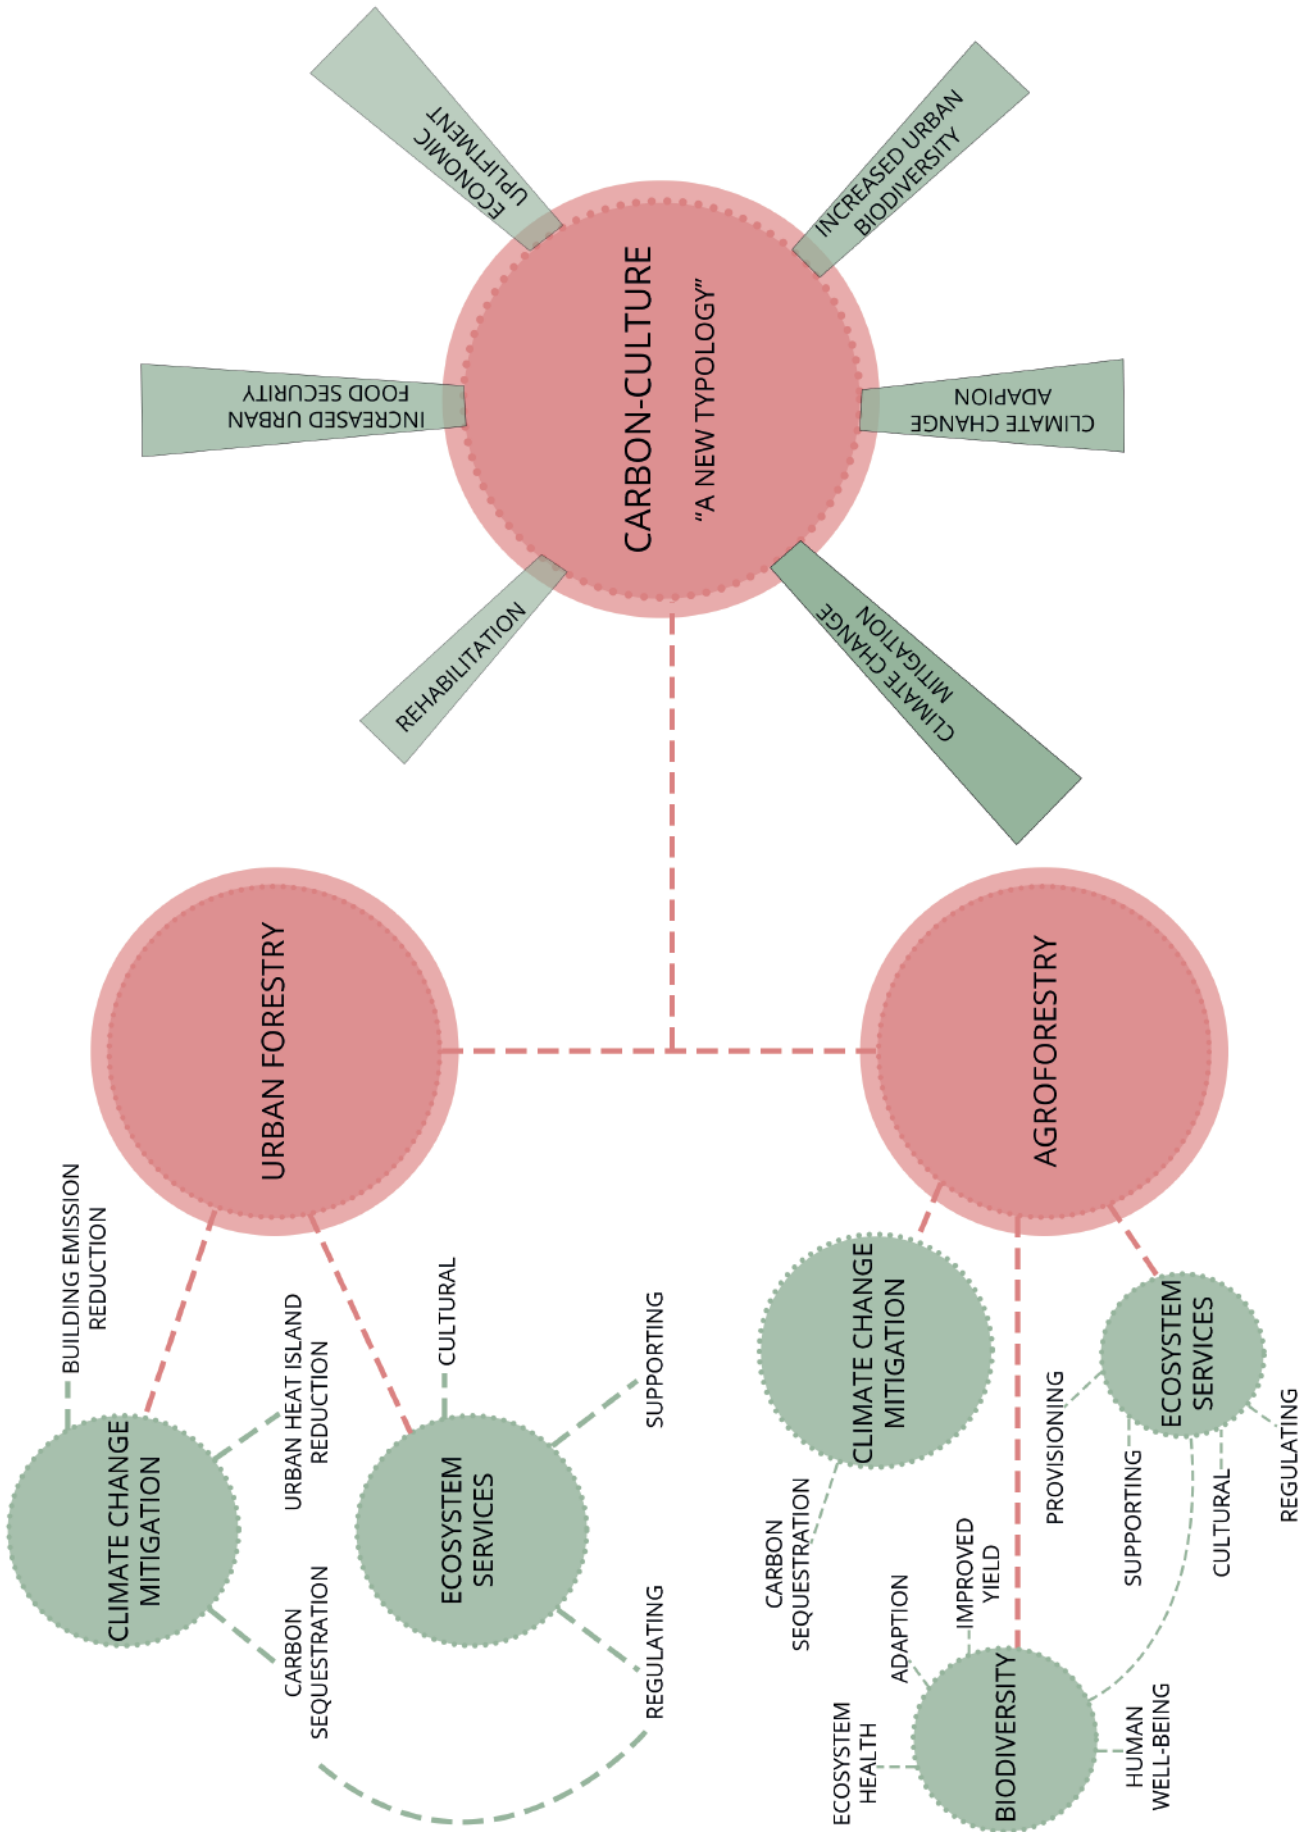 URBAN FORESTRY
CLIMATE CHANGE
MITIGATION
BUILDING EMISSION
REDUCTION
URBAN HEAT ISLAND
REDUCTION
CARBON
SEQUESTRATION
ECOSYSTEM
SERVICES
CULTURAL
SUPPORTING
REGULATING
AGROFORESTRY
CLIMATE CHANGE
MITIGATION
CARBON
SEQUESTRATION
BIODIVERSITY
ECOSYSTEM
HEALTH
ADAPTION
IMPROVED
YIELD
HUMAN
WELL-BEING
ECOSYSTEM
SERVICES
PROVISIONING
SUPPORTING
CULTURAL
REGULATING
CARBON-CULTURE
“A NEW TYPOLOGY”
REHABILITATION
INCREASED URBAN
FOOD SECURITY
ECONOMIC
UPLIFTMENT
INCREASED URBAN
BIODIVERSITY
CLIMATE CHANGE
ADAPION
CLIMATE CHANGE
MITIGATION